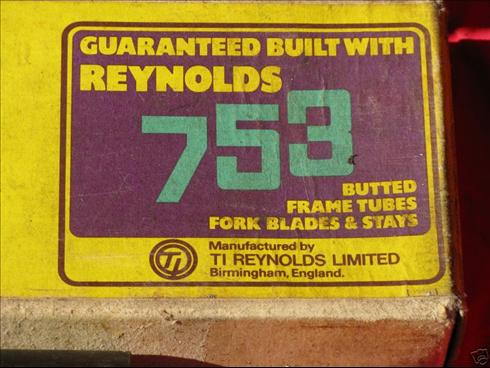 GUARANTEED BUILT WITH
REYNOLDS
753
BUTTED
FRAME TUBES
FORK BLADES & STAYS
TI
Manufactured by
TI REYNOLDS LIMITED
Birmingham, England.